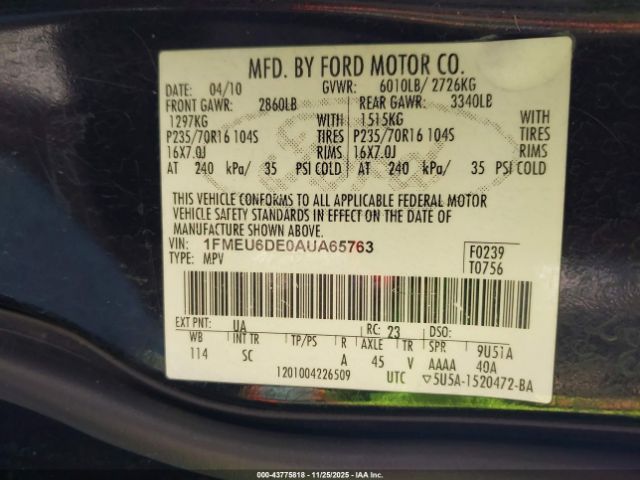 MFD. BY FORD MOTOR CO.
DATE: 04/10 GVWR: 6010LB/ 2726KG
FRONT GAWR: 2860LB REAR GAWR: 3340LB
1297KG WITH 1515KG WITH
P235/70R16 104S TIRES P235/70R16 104S TIRES
16X7.0J RIMS 16X7.0J RIMS
AT 240 kPa/ 35 PSI COLD AT 240 kPa/ 35 PSI COLD
THIS VEHICLE CONFORMS TO ALL APPLICABLE FEDERAL MOTOR
VEHICLE SAFETY STANDARDS IN EFFECT ON THE DATE OF
MANUFACTURE SHOWN ABOVE.
VIN: 1FMEU6DE0AUA65763
TYPE: MPV
F0239
T0756
EXT PNT: UA RC: 23 DSO:
WB INT TR TP/PS R AXLE TR SPR 9U51A
114 SC A 45 V AAAA 40A
1201004226509 UTC ▽5U5A-1520472-BA
000-43775818 - 11/25/2025 - Copyright IAA, Inc.